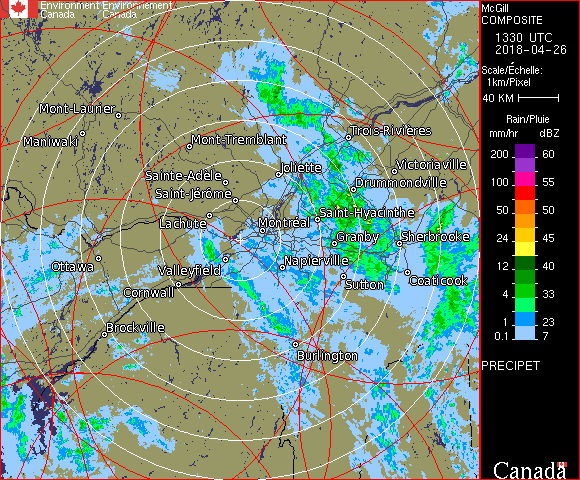 Environment Environnement
Canada Canada
McGill
COMPOSITE
1330 UTC
2018-04-26
Scale/Échelle:
1km/Pixel
40 KM
Rain/Pluie
mm/hr dBZ
200 60
100 55
50 50
24 45
12 40
4 33
1 23
0.1 7
PRECIPET
Canada
Mont-Laurier
Maniwaki
Mont-Tremblant
Trois-Rivières
Joliette
Victoriaville
Sainte-Adèle
Drummondville
Saint-Jérôme
Saint-Hyacinthe
Lachute
Montréal
Granby
Sherbrooke
Ottawa
Valleyfield
Napierville
Sutton
Coaticook
Cornwall
Brockville
Burlington